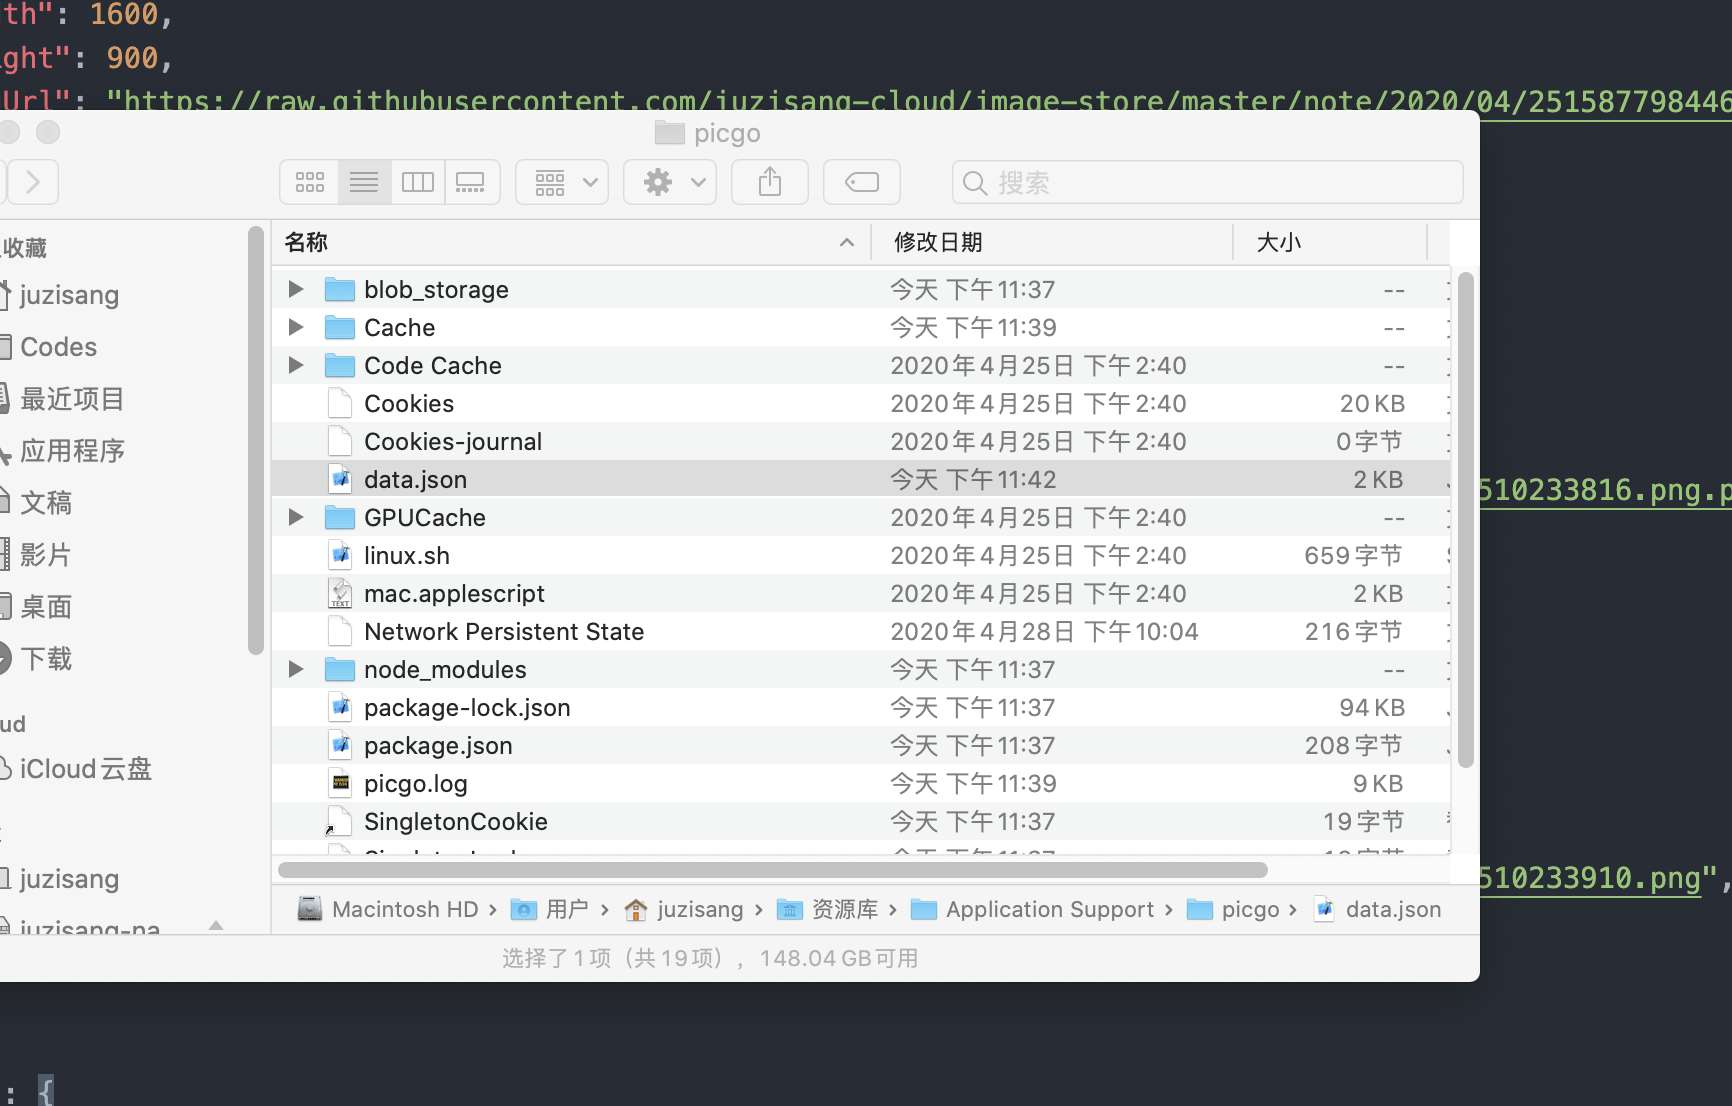 th": 1600,
ght": 900,
Url": "https://raw.githubusercontent.com/juzisang-cloud/image-store/master/note/2020/04/251587798446
picgo
搜索
收藏
juzisang
Codes
最近项目
应用程序
文稿
影片
桌面
下载
ud
iCloud云盘
juzisang
juzisang-na
名称 修改日期 大小
blob_storage 今天 下午11:37 --
Cache 今天 下午11:39 --
Code Cache 2020年4月25日 下午2:40 --
Cookies 2020年4月25日 下午2:40 20 KB
Cookies-journal 2020年4月25日 下午2:40 0字节
data.json 今天 下午11:42 2 KB
GPUCache 2020年4月25日 下午2:40 --
linux.sh 2020年4月25日 下午2:40 659字节
mac.applescript 2020年4月25日 下午2:40 2 KB
Network Persistent State 2020年4月28日 下午10:04 216字节
node_modules 今天 下午11:37 --
package-lock.json 今天 下午11:37 94 KB
package.json 今天 下午11:37 208字节
picgo.log 今天 下午11:39 9 KB
SingletonCookie 今天 下午11:37 19字节
Macintosh HD › 用户 › juzisang › 资源库 › Application Support › picgo › data.json
选择了1项（共19项），148.04 GB可用
510233816.png.p
510233910.png",
: {